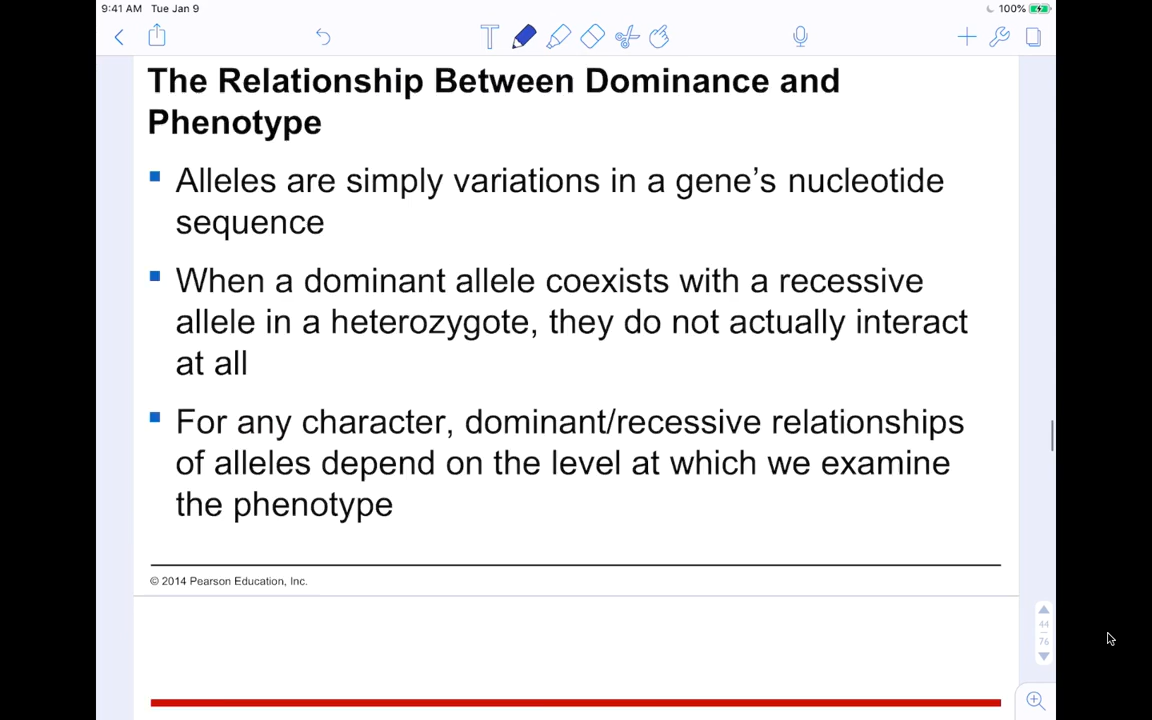 9:41 AM Tue Jan 9
100%
The Relationship Between Dominance and
Phenotype
Alleles are simply variations in a gene’s nucleotide
sequence
When a dominant allele coexists with a recessive
allele in a heterozygote, they do not actually interact
at all
For any character, dominant/recessive relationships
of alleles depend on the level at which we examine
the phenotype
© 2014 Pearson Education, Inc.
44
76